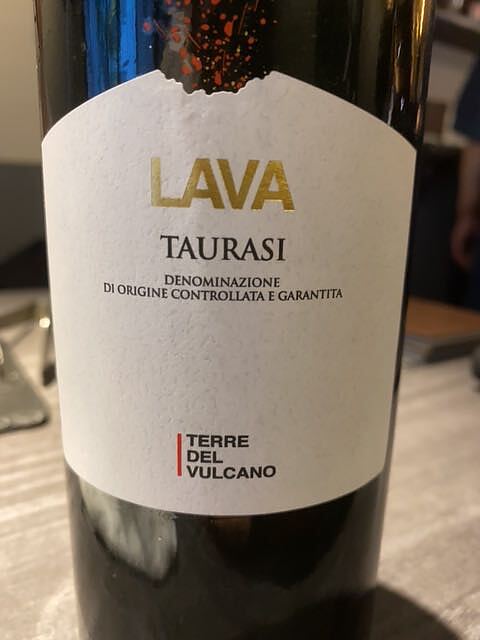 LAVA
TAURASI
DENOMINAZIONE
DI ORIGINE CONTROLLATA E GARANTITA
TERRE
DEL
VULCANO